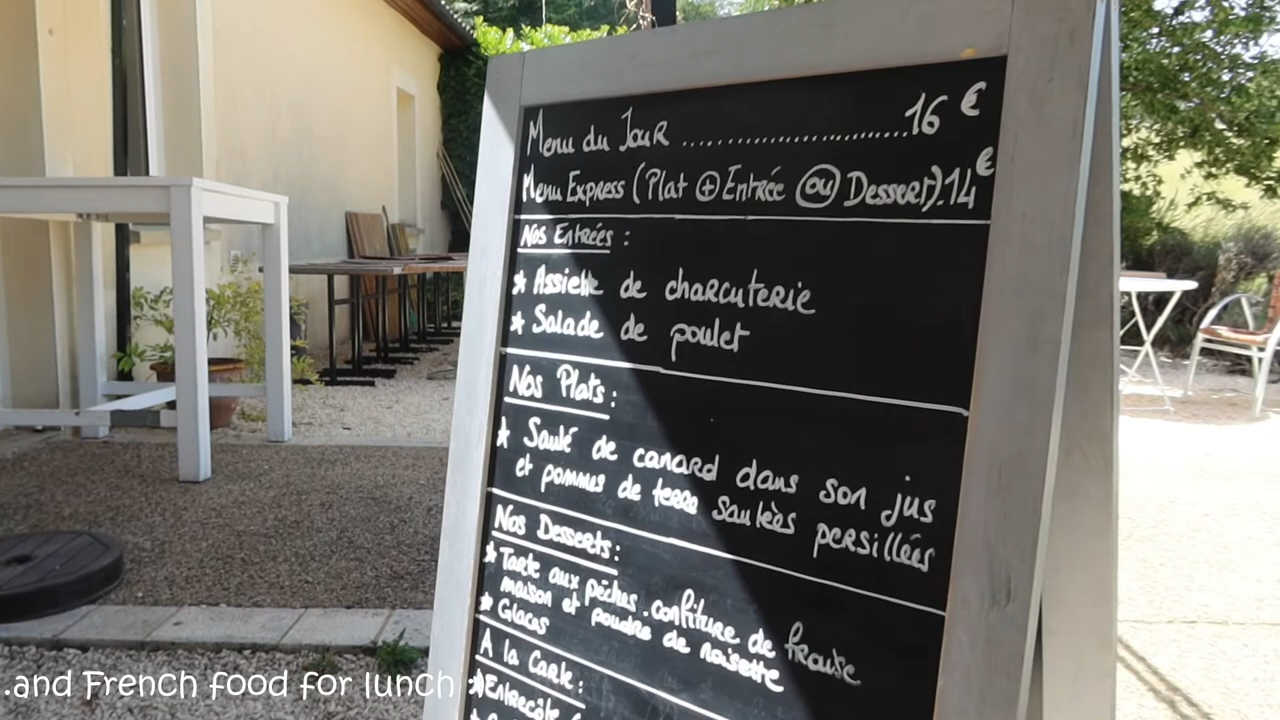 Menu du Jour ........................ 16 €
Menu Express (Plat + Entrée ou Dessert). 14 €
Nos Entrées :
* Assiette de charcuterie
* Salade de poulet
Nos Plats :
* Sauté de canard dans son jus
et pommes de terre sautées persillées
Nos Desserts :
* Tarte aux pêches . confiture de fraise
maison et poudre de noisette
* Glaces
A la Carte :
* Entrecôte
.and French food for lunch